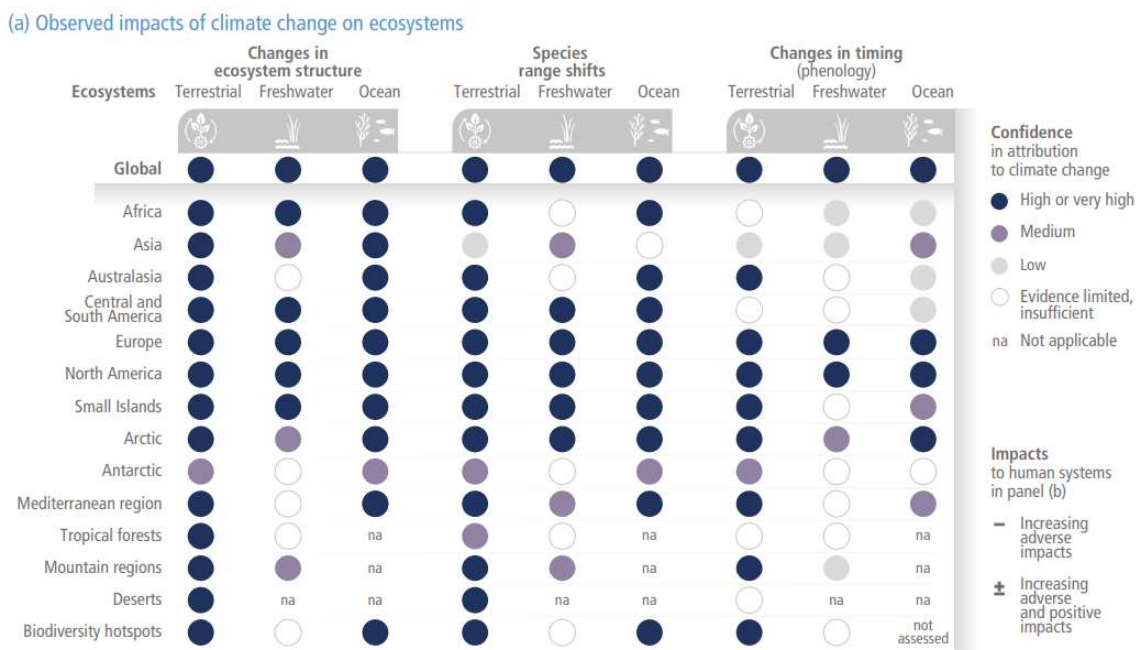 (a) Observed impacts of climate change on ecosystems
Changes in
ecosystem structure
Species
range shifts
Changes in timing
(phenology)
Ecosystems Terrestrial Freshwater Ocean Terrestrial Freshwater Ocean Terrestrial Freshwater Ocean
Global
Africa
Asia
Australasia
Central and
South America
Europe
North America
Small Islands
Arctic
Antarctic
Mediterranean region
Tropical forests na na na
Mountain regions na na na
Deserts na na na na na na
Biodiversity hotspots not
assessed
Confidence
in attribution
to climate change
High or very high
Medium
Low
Evidence limited,
insufficient
na Not applicable
Impacts
to human systems
in panel (b)
− Increasing
adverse
impacts
± Increasing
adverse
and positive
impacts